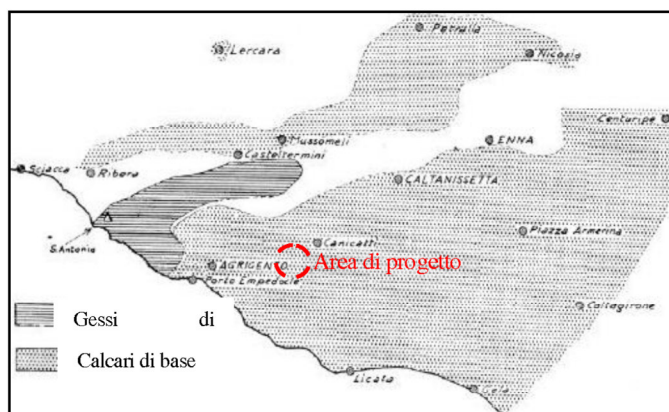 Petralia
Lercara
Nicosia
Centuripe
Mussomeli
ENNA
Casteltermini
Sciacca
Ribera
CALTANISSETTA
A
S. Antonio
Canicattì
Piazza Armerina
AGRIGENTO
Area di progetto
Porto Empedocle
Caltagirone
Gessi di
Calcari di base
Licata
Gela